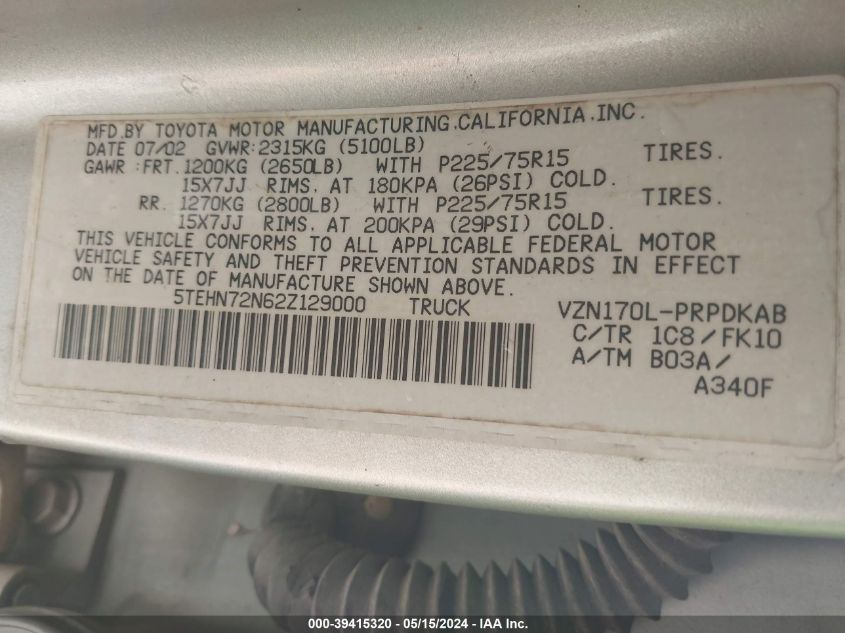 MFD.BY TOYOTA MOTOR MANUFACTURING.CALIFORNIA.INC.
DATE 07/02 GVWR:2315KG (5100LB)
GAWR :FRT.1200KG (2650LB) WITH P225/75R15 TIRES.
15X7JJ RIMS. AT 180KPA (26PSI) COLD.
RR. 1270KG (2800LB) WITH P225/75R15 TIRES.
15X7JJ RIMS. AT 200KPA (29PSI) COLD.
THIS VEHICLE CONFORMS TO ALL APPLICABLE FEDERAL MOTOR
VEHICLE SAFETY AND THEFT PREVENTION STANDARDS IN EFFECT
ON THE DATE OF MANUFACTURE SHOWN ABOVE.
5TEHN72N62Z129000 TRUCK VZN170L-PRPDKAB
C/TR 1C8/FK10
A/TM B03A/
A340F
000-39415320 - 05/15/2024 - IAA Inc.